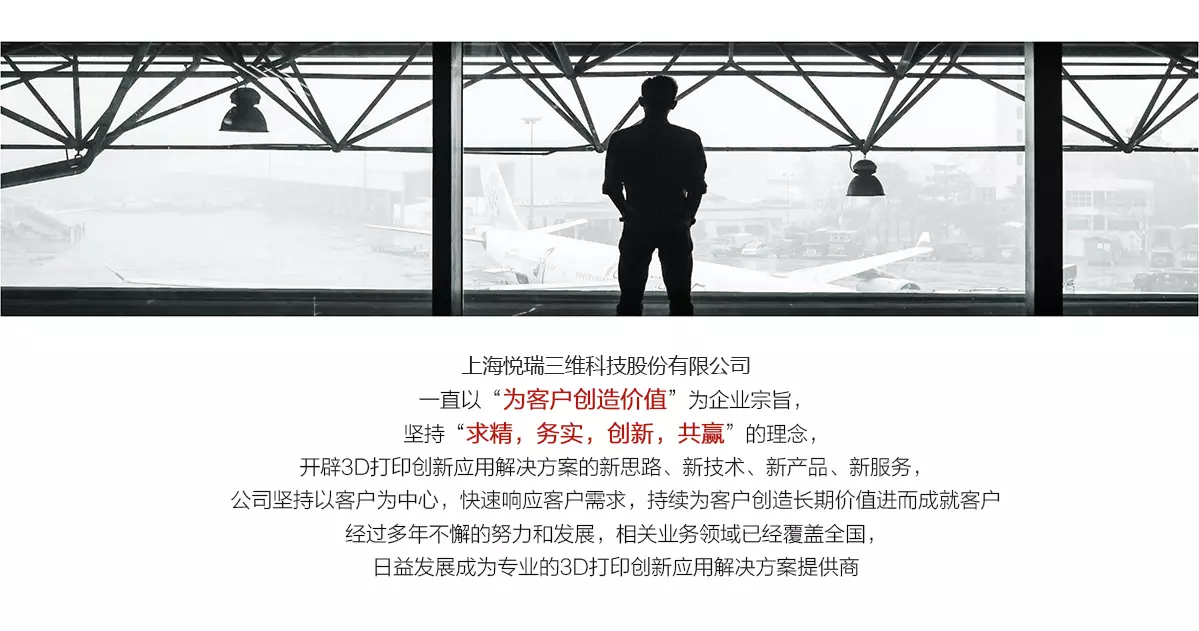 上海悦瑞三维科技股份有限公司
一直以“为客户创造价值”为企业宗旨，
坚持“求精，务实，创新，共赢”的理念，
开辟3D打印创新应用解决方案的新思路、新技术、新产品、新服务，
公司坚持以客户为中心，快速响应客户需求，持续为客户创造长期价值进而成就客户
经过多年不懈的努力和发展，相关业务领域已经覆盖全国，
日益发展成为专业的3D打印创新应用解决方案提供商